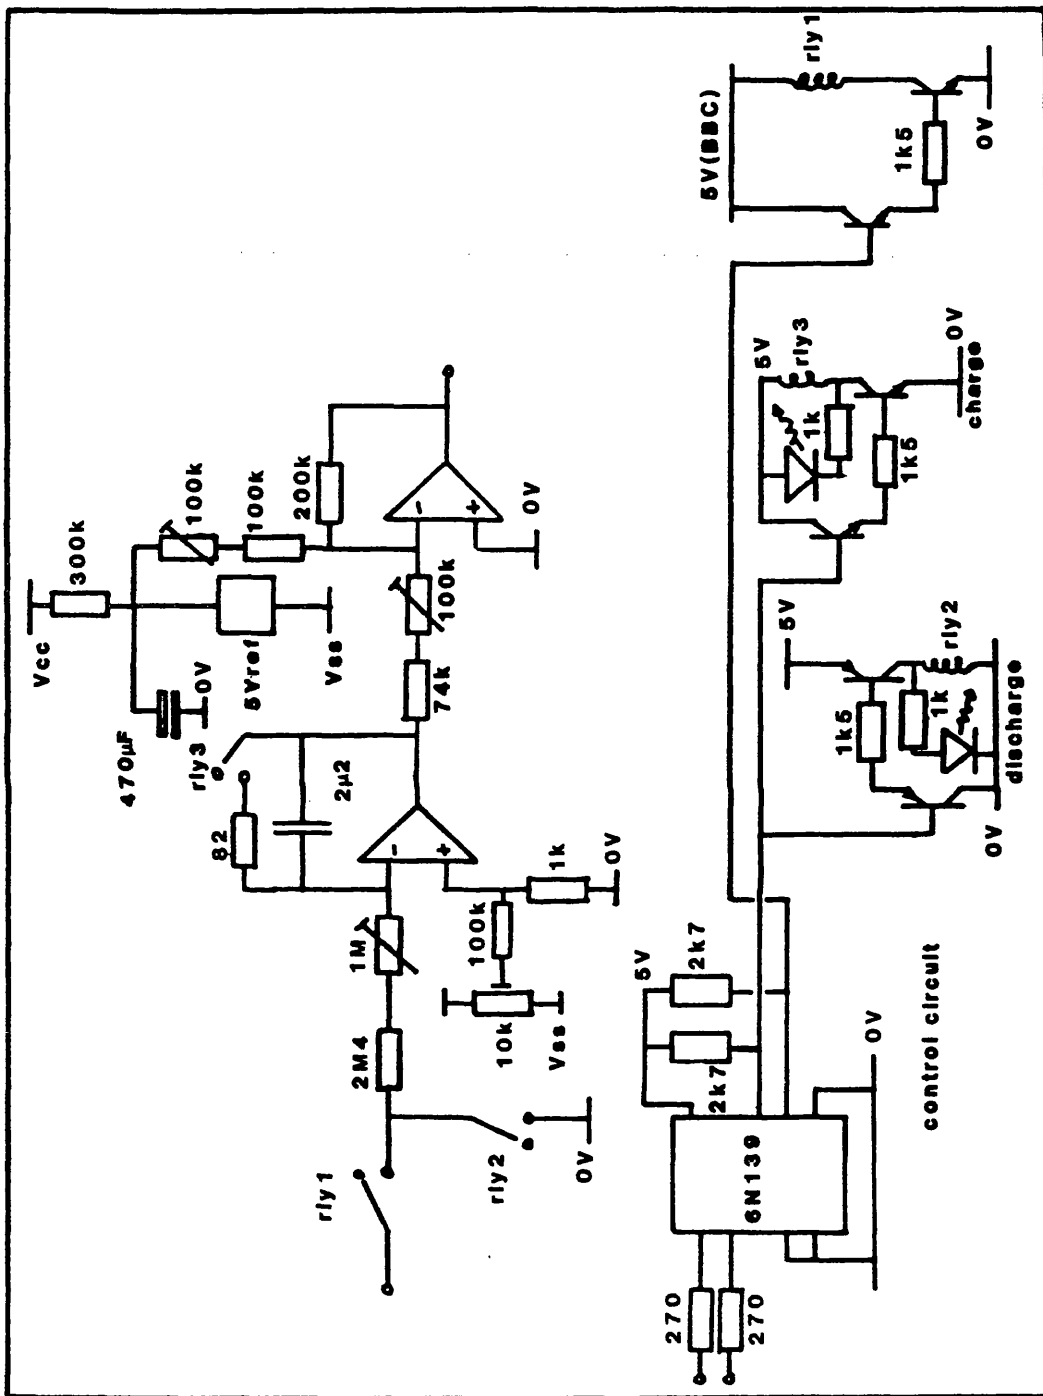 Vcc
300k
470µF
0V
5Vref
Vss
100k
100k
200k
rly3
82
2µ2
74k
100k
-
+
0V
rly1
rly2
0V
2M4
1M
-
+
10k
Vss
100k
1k
0V
270
270
6N139
2k7
5V
2k7
0V
control circuit
5V
1k5
1k
rly2
0V
discharge
5V
rly3
1k
1k5
0V
charge
5V(BBC)
rly1
1k5
0V